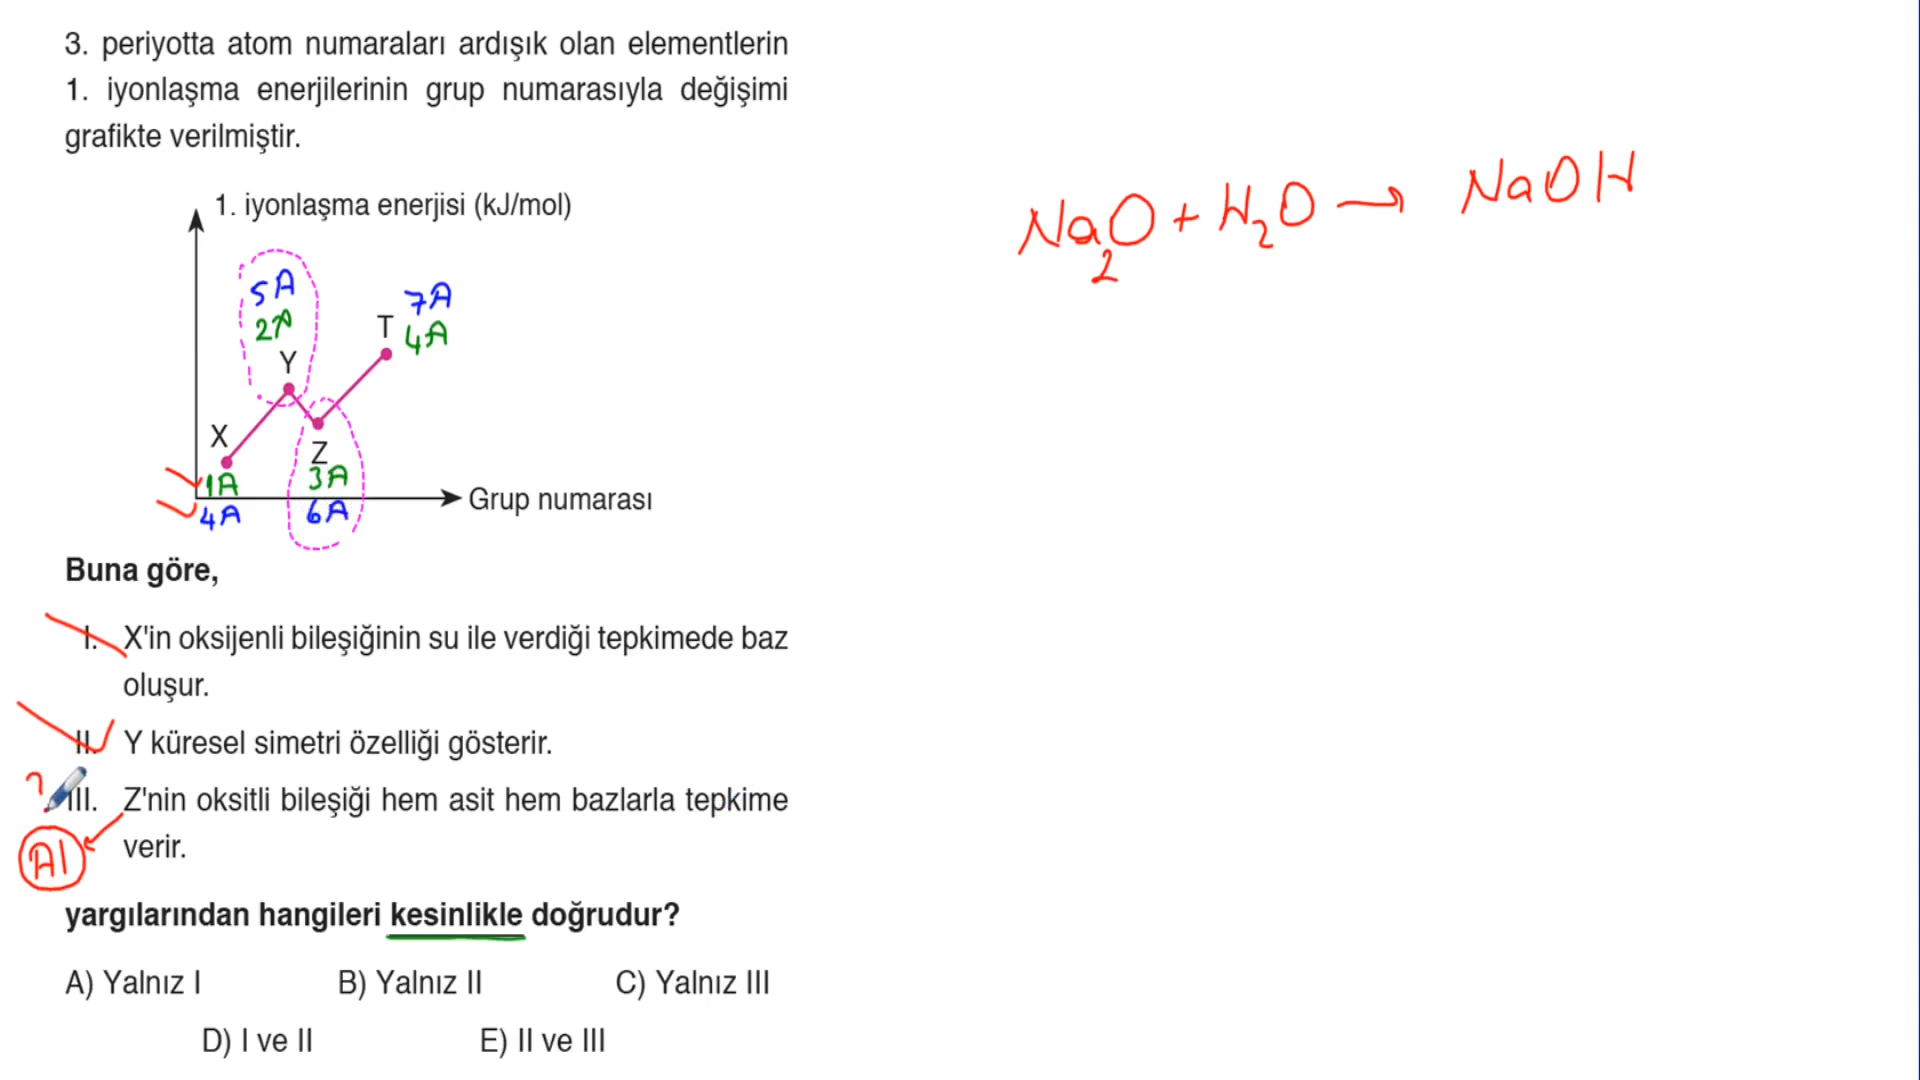 3. periyotta atom numaraları ardışık olan elementlerin
1. iyonlaşma enerjilerinin grup numarasıyla değişimi
grafikte verilmiştir.
Na₂O + H₂O → NaOH
1. iyonlaşma enerjisi (kJ/mol)
5A
2A
7A
T 4A
Y
X
Z
1A 3A
Grup numarası
4A 6A
Buna göre,
I. X'in oksijenli bileşiğinin su ile verdiği tepkimede baz
oluşur.
II. Y küresel simetri özelliği gösterir.
? III. Z'nin oksitli bileşiği hem asit hem bazlarla tepkime
verir.
Al
yargılarından hangileri kesinlikle doğrudur?
A) Yalnız I B) Yalnız II C) Yalnız III
D) I ve II E) II ve III